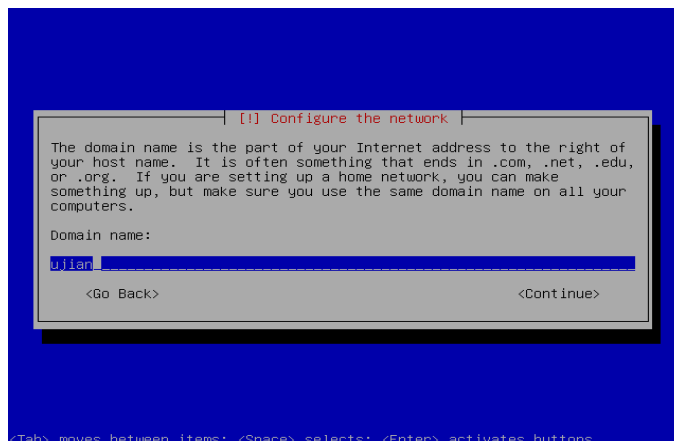 [!] Configure the network
The domain name is the part of your Internet address to the right of
your host name.  It is often something that ends in .com, .net, .edu,
or .org.  If you are setting up a home network, you can make
something up, but make sure you use the same domain name on all your
computers.
Domain name:
ujian
<Go Back> <Continue>
<Tab> moves between items; <Space> selects; <Enter> activates buttons